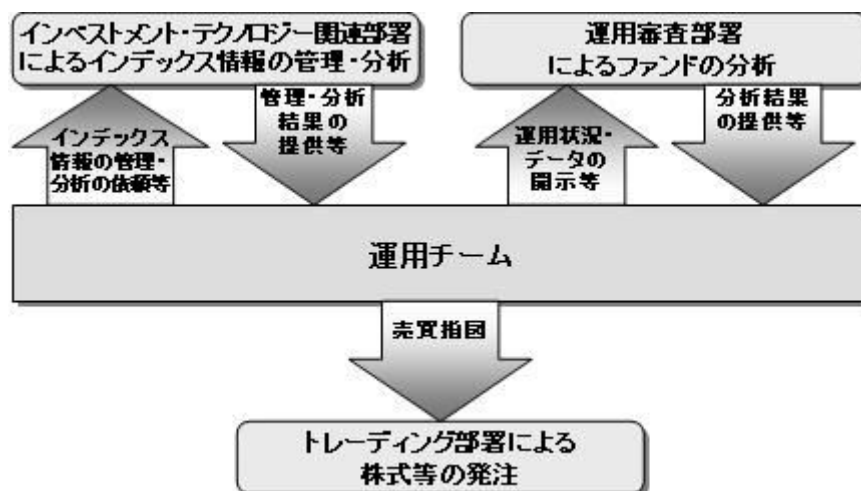 インベストメント・テクノロジー関連部署
によるインデックス情報の管理・分析
運用審査部署
によるファンドの分析
インデックス
情報の管理・
分析の依頼等
管理・分析
結果の
提供等
運用状況・
データの
開示等
分析結果
の提供等
運用チーム
売買指図
トレーディング部署による
株式等の発注